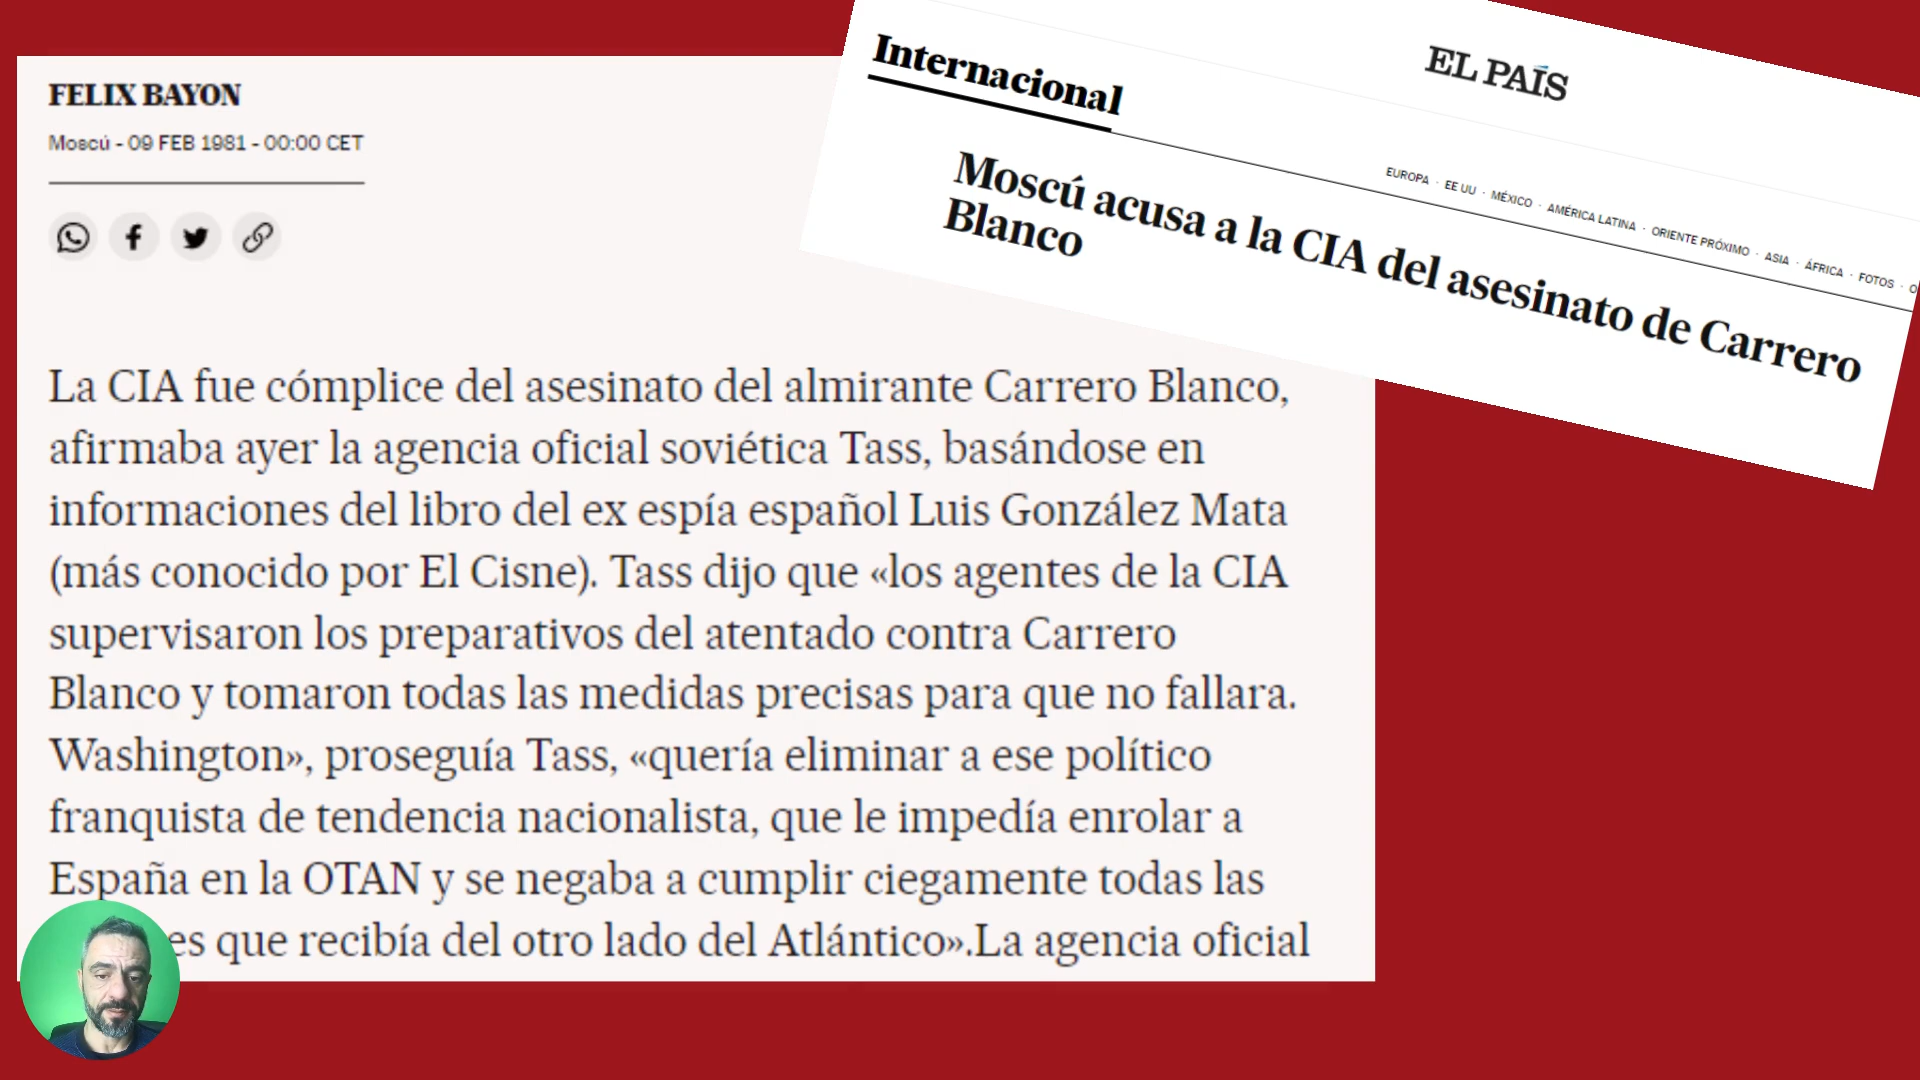 Internacional
EL PAÍS
EUROPA · EE UU · MÉXICO · AMÉRICA LATINA · ORIENTE PRÓXIMO · ASIA · ÁFRICA · FOTOS ·
Moscú acusa a la CIA del asesinato de Carrero
Blanco
FELIX BAYON
Moscú - 09 FEB 1981 - 00:00 CET
La CIA fue cómplice del asesinato del almirante Carrero Blanco,
afirmaba ayer la agencia oficial soviética Tass, basándose en
informaciones del libro del ex espía español Luis González Mata
(más conocido por El Cisne). Tass dijo que «los agentes de la CIA
supervisaron los preparativos del atentado contra Carrero
Blanco y tomaron todas las medidas precisas para que no fallara.
Washington», proseguía Tass, «quería eliminar a ese político
franquista de tendencia nacionalista, que le impedía enrolar a
España en la OTAN y se negaba a cumplir ciegamente todas las
que recibía del otro lado del Atlántico».La agencia oficial